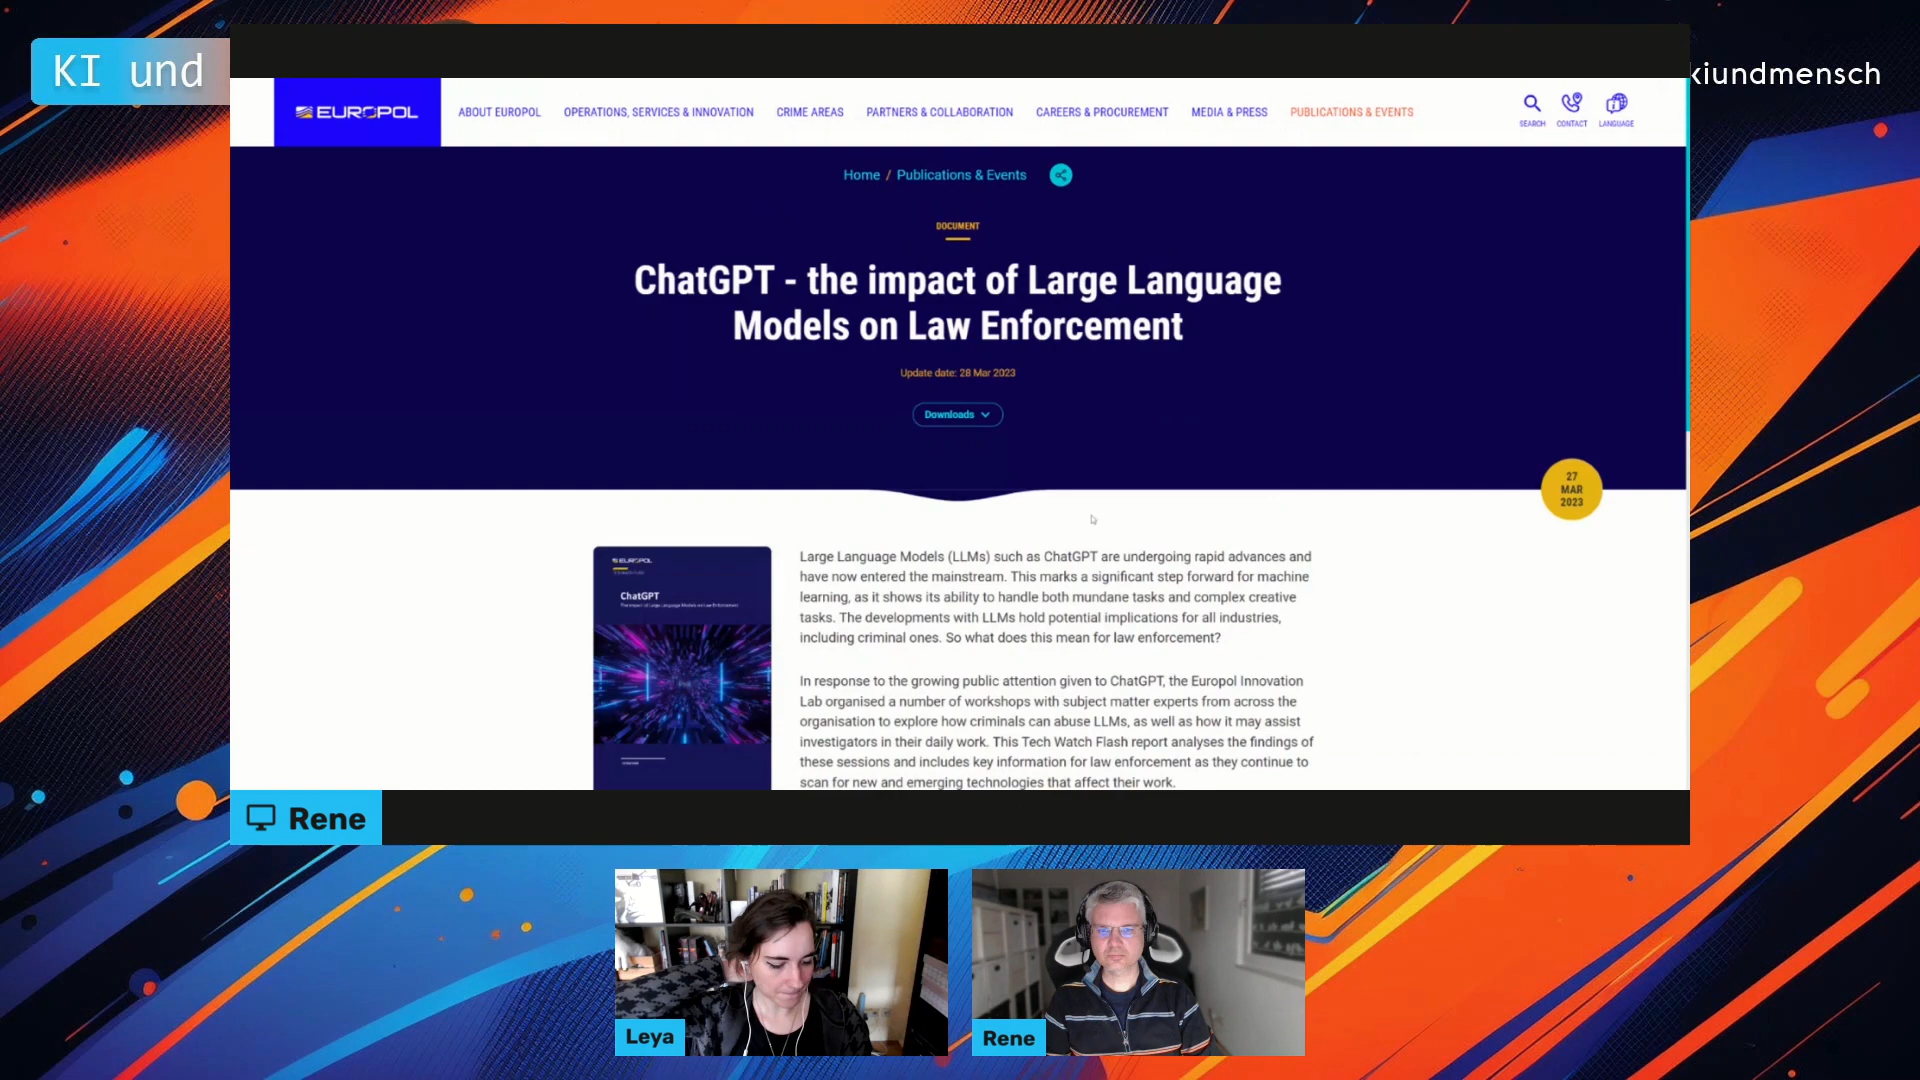 KI und
kiundmensch
EUROPOL
ABOUT EUROPOL
OPERATIONS, SERVICES & INNOVATION
CRIME AREAS
PARTNERS & COLLABORATION
CAREERS & PROCUREMENT
MEDIA & PRESS
PUBLICATIONS & EVENTS
SEARCH
CONTACT
LANGUAGE
Home / Publications & Events
DOCUMENT
ChatGPT - the impact of Large Language
Models on Law Enforcement
Update date: 28 Mar 2023
Downloads
27
MAR
2023
EUROPOL
ChatGPT
The impact of Large Language Models on Law Enforcement
Large Language Models (LLMs) such as ChatGPT are undergoing rapid advances and
have now entered the mainstream. This marks a significant step forward for machine
learning, as it shows its ability to handle both mundane tasks and complex creative
tasks. The developments with LLMs hold potential implications for all industries,
including criminal ones. So what does this mean for law enforcement?
In response to the growing public attention given to ChatGPT, the Europol Innovation
Lab organised a number of workshops with subject matter experts from across the
organisation to explore how criminals can abuse LLMs, as well as how it may assist
investigators in their daily work. This Tech Watch Flash report analyses the findings of
these sessions and includes key information for law enforcement as they continue to
scan for new and emerging technologies that affect their work.
Rene
Leya
Rene